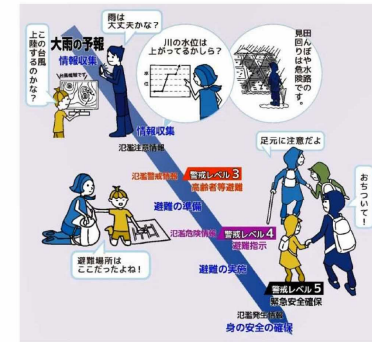 雨は
大丈夫かな？
大雨の予報
情報収集
この台風
上陸するのかな？
台風接近です
川の水位は
上がってるかしら？
水位
田んぼや水路の
見回りは危険です。
情報収集
氾濫注意情報
足元に注意だよ
氾濫警戒情報
警戒レベル3
高齢者等避難
おちついて！
避難の準備
氾濫危険情報
警戒レベル4
避難指示
避難場所は
ここだったよね！
避難の実施
警戒レベル5
緊急安全確保
氾濫発生情報
身の安全の確保